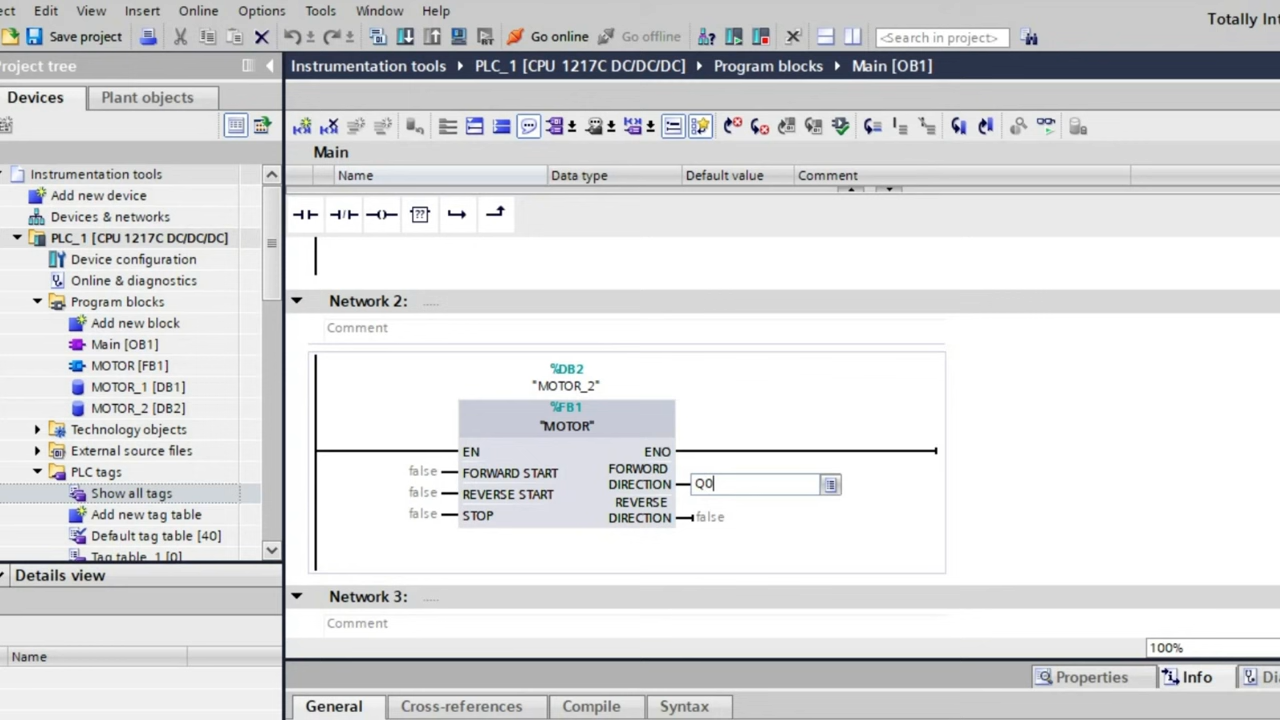 ect Edit View Insert Online Options Tools Window Help
Totally Int
Save project Go online Go offline <Search in project>
Project tree
Instrumentation tools PLC_1 [CPU 1217C DC/DC/DC] Program blocks Main [OB1]
Devices Plant objects
Main
Name Data type Default value Comment
Instrumentation tools
Add new device
Devices & networks
PLC_1 [CPU 1217C DC/DC/DC]
Device configuration
Online & diagnostics
Program blocks
Add new block
Main [OB1]
MOTOR [FB1]
MOTOR_1 [DB1]
MOTOR_2 [DB2]
Technology objects
External source files
PLC tags
Show all tags
Add new tag table
Default tag table [40]
Tag table_1 [0]
??
Network 2: .....
Comment
%DB2
"MOTOR_2"
%FB1
"MOTOR"
EN ENO
false FORWARD START
FORWORD DIRECTION Q0
false REVERSE START
REVERSE DIRECTION false
false STOP
Network 3: .....
Comment
100%
Details view
Name
Properties Info Di
General Cross-references Compile Syntax